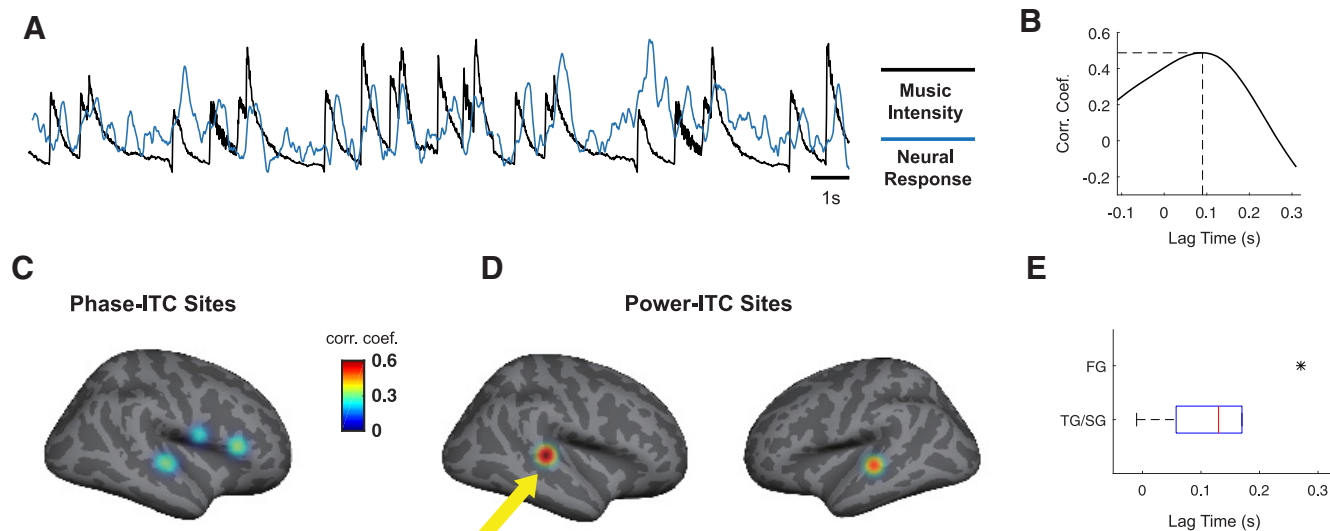 A
Music
Intensity
Neural
Response
1s
B
0.6
0.4
0.2
0
-0.2
Corr. Coef.
-0.1 0 0.1 0.2 0.3
Lag Time (s)
C
Phase-ITC Sites
corr. coef.
0.6
0.3
0
D
Power-ITC Sites
E
FG
TG/SG
0 0.1 0.2 0.3
Lag Time (s)